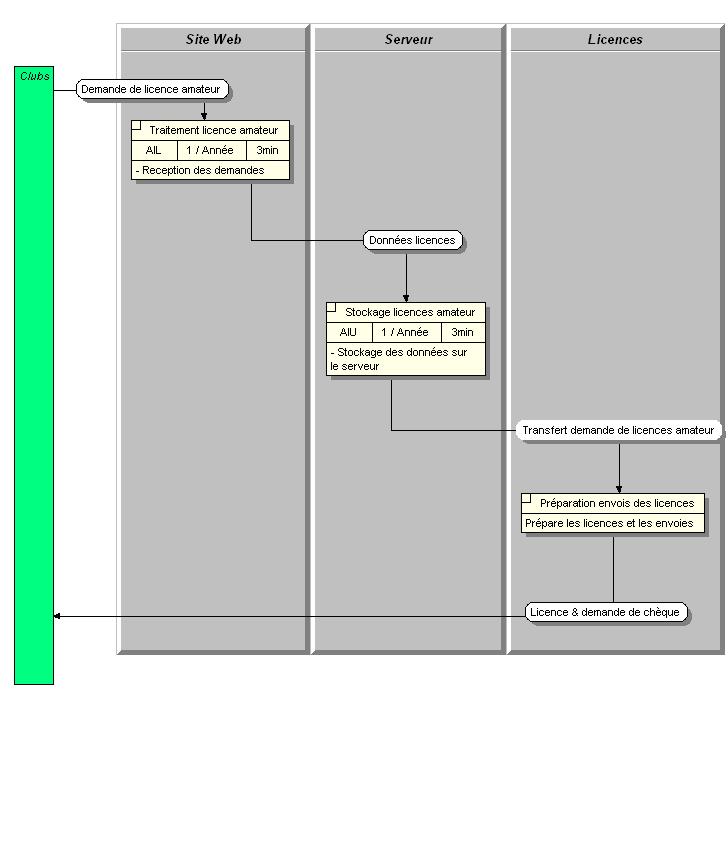 Site Web
Serveur
Licences
Clubs
Demande de licence amateur
Traitement licence amateur
AIL 1 / Année 3min
- Reception des demandes
Données licences
Stockage licences amateur
AIU 1 / Année 3min
- Stockage des données sur
le serveur
Transfert demande de licences amateur
Préparation envois des licences
Prépare les licences et les envoies
Licence & demande de chèque